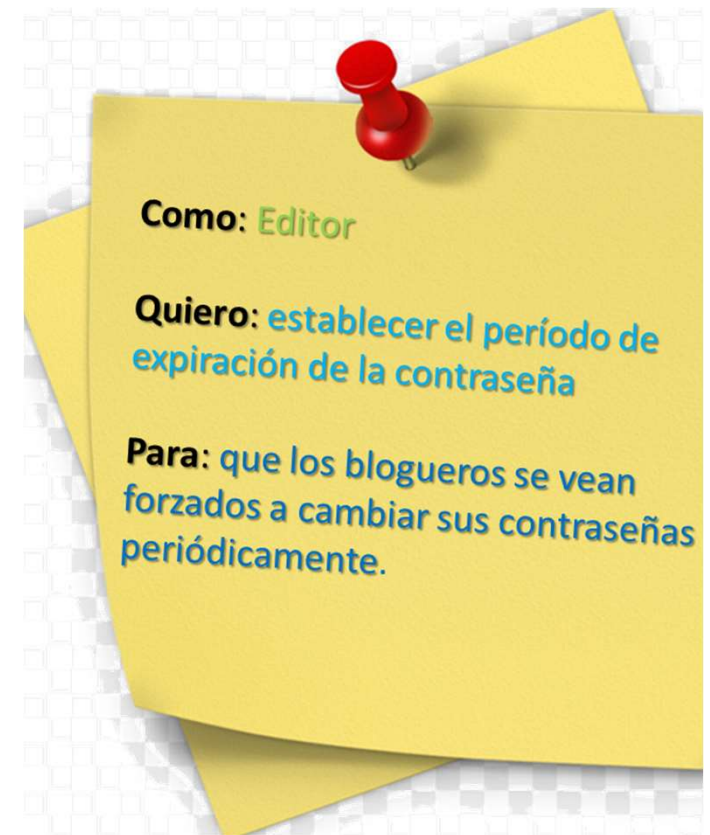 Como: Editor
Quiero: establecer el período de
expiración de la contraseña
Para: que los blogueros se vean
forzados a cambiar sus contraseñas
periódicamente.